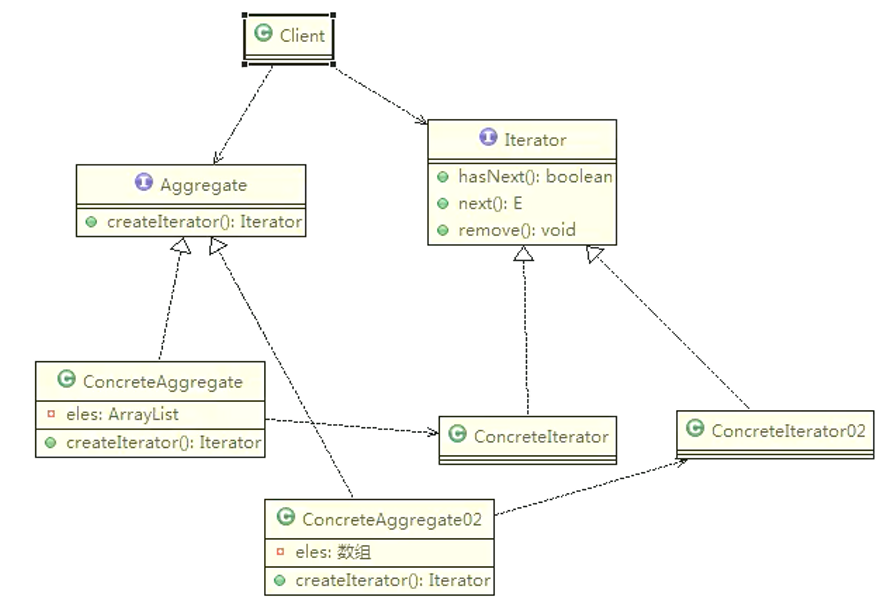 Client
Iterator
hasNext(): boolean
next(): E
remove(): void
Aggregate
createIterator(): Iterator
ConcreteAggregate
eles: ArrayList
createIterator(): Iterator
ConcreteIterator
ConcreteIterator02
ConcreteAggregate02
eles: 数组
createIterator(): Iterator